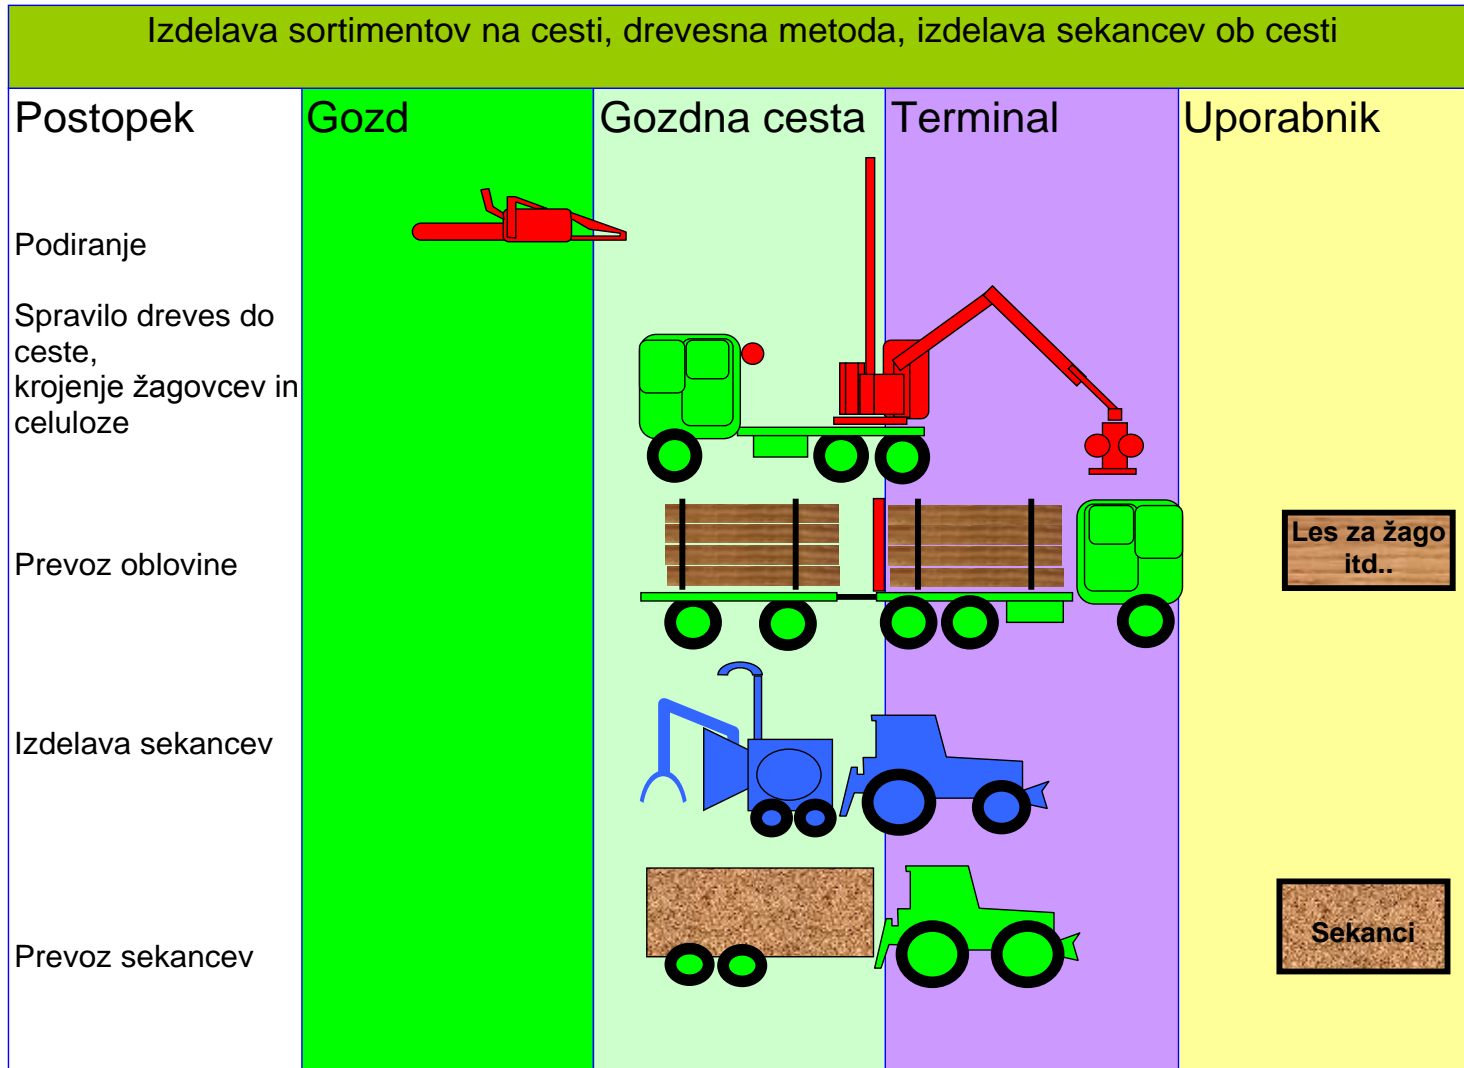 Izdelava sortimentov na cesti, drevesna metoda, izdelava sekancev ob cesti
Postopek
Gozd
Gozdna cesta
Terminal
Uporabnik
Podiranje
Spravilo dreves do
ceste,
krojenje žagovcev in
celuloze
Prevoz oblovine
Les za žago
itd..
Izdelava sekancev
Prevoz sekancev
Sekanci